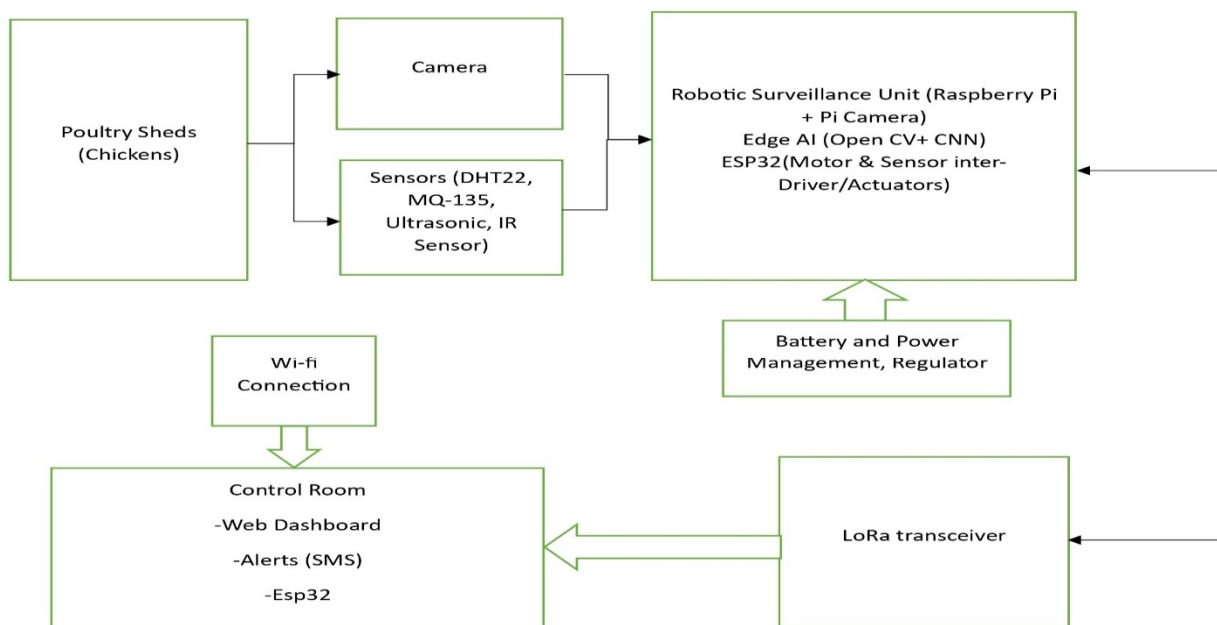 Poultry Sheds
(Chickens)
Camera
Sensors (DHT22,
MQ-135,
Ultrasonic, IR
Sensor)
Robotic Surveillance Unit (Raspberry Pi
+ Pi Camera)
Edge AI (Open CV+ CNN)
ESP32(Motor & Sensor inter-
Driver/Actuators)
Battery and Power
Management, Regulator
Wi-fi
Connection
Control Room
-Web Dashboard
-Alerts (SMS)
-Esp32
LoRa transceiver